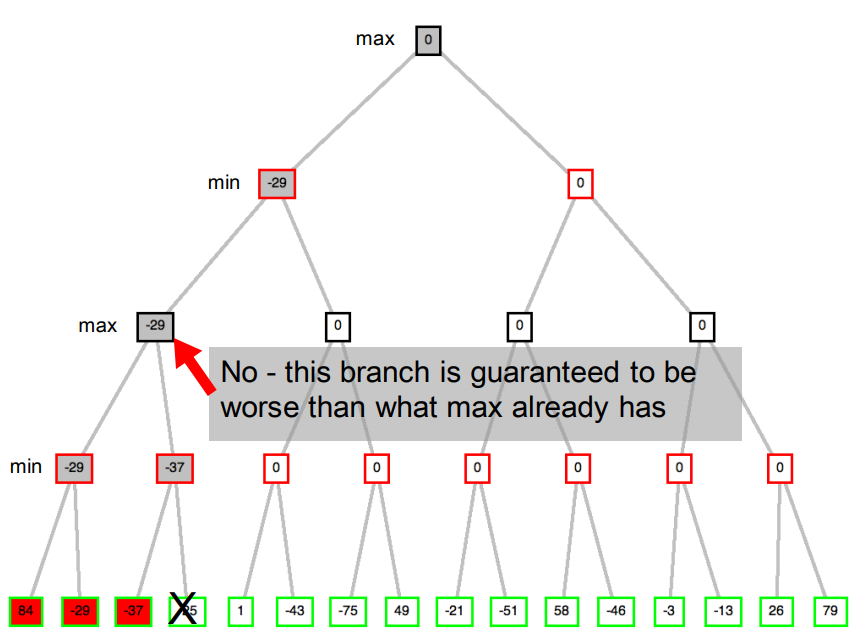 max 0
min -29 0
max -29 0 0 0
No - this branch is guaranteed to be
worse than what max already has
min -29 -37 0 0 0 0 0 0
84 -29 -37 X 1 -43 -75 49 -21 -51 58 -46 -3 -13 26 79